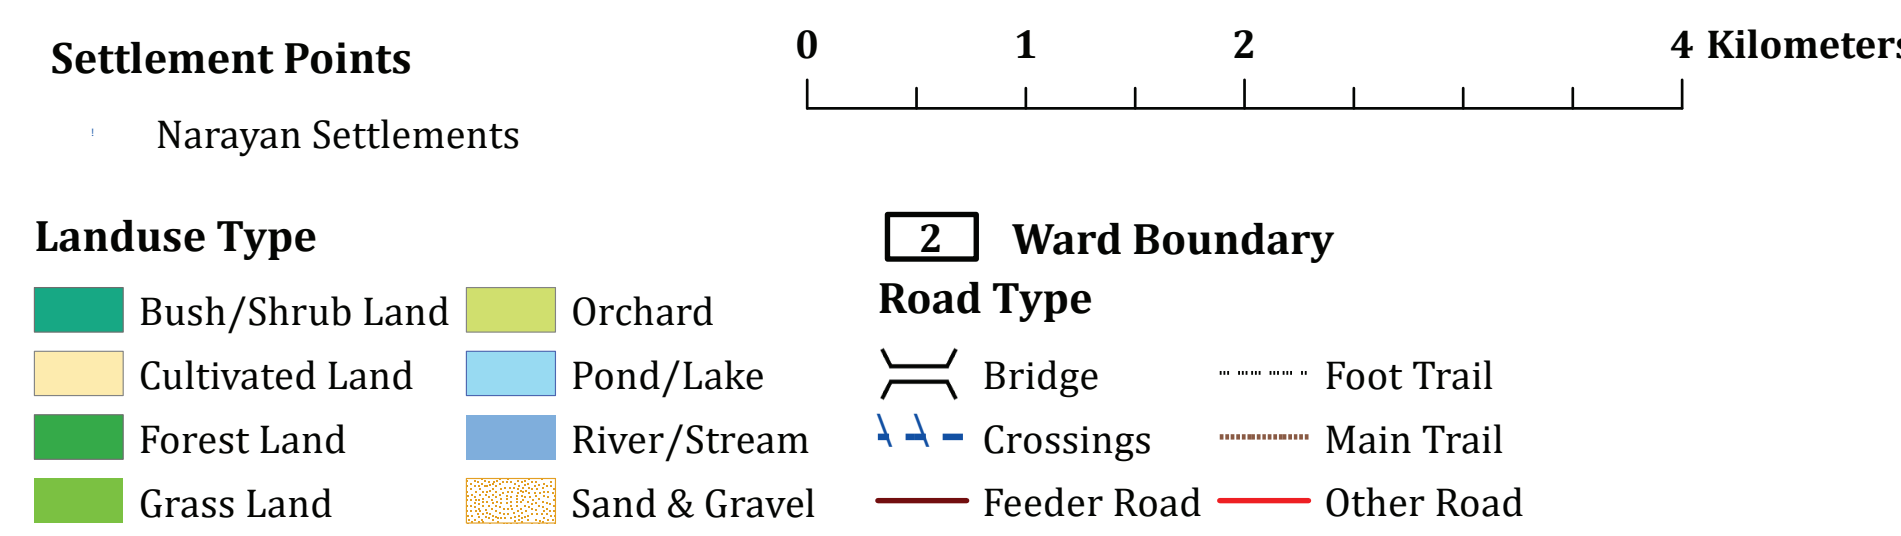 Settlement Points
Narayan Settlements
0 1 2 4 Kilometers
Landuse Type
Bush/Shrub Land
Cultivated Land
Forest Land
Grass Land
Orchard
Pond/Lake
River/Stream
Sand & Gravel
2 Ward Boundary
Road Type
Bridge
Crossings
Feeder Road
Foot Trail
Main Trail
Other Road